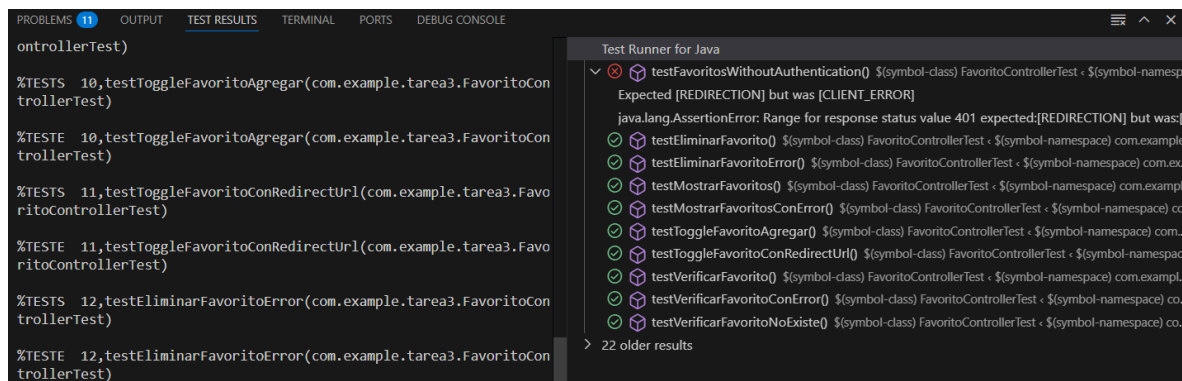 PROBLEMS 11 OUTPUT TEST RESULTS TERMINAL PORTS DEBUG CONSOLE
ontrollerTest)
%TESTS 10,testToggleFavoritoAgregar(com.example.tarea3.FavoritoCon
trollerTest)
%TESTE 10,testToggleFavoritoAgregar(com.example.tarea3.FavoritoCon
trollerTest)
%TESTS 11,testToggleFavoritoConRedirectUrl(com.example.tarea3.Favo
ritoControllerTest)
%TESTE 11,testToggleFavoritoConRedirectUrl(com.example.tarea3.Favo
ritoControllerTest)
%TESTS 12,testEliminarFavoritoError(com.example.tarea3.FavoritoCon
trollerTest)
%TESTE 12,testEliminarFavoritoError(com.example.tarea3.FavoritoCon
trollerTest)
Test Runner for Java
testFavoritosWithoutAuthentication() $(symbol-class) FavoritoControllerTest < $(symbol-namesp
Expected [REDIRECTION] but was [CLIENT_ERROR]
java.lang.AssertionError: Range for response status value 401 expected:[REDIRECTION] but was:[
testEliminarFavorito() $(symbol-class) FavoritoControllerTest < $(symbol-namespace) com.example
testEliminarFavoritoError() $(symbol-class) FavoritoControllerTest < $(symbol-namespace) com.ex..
testMostrarFavoritos() $(symbol-class) FavoritoControllerTest < $(symbol-namespace) com.exampl
testMostrarFavoritosConError() $(symbol-class) FavoritoControllerTest < $(symbol-namespace) cc
testToggleFavoritoAgregar() $(symbol-class) FavoritoControllerTest < $(symbol-namespace) com..
testToggleFavoritoConRedirectUrl() $(symbol-class) FavoritoControllerTest < $(symbol-namespac
testVerificarFavorito() $(symbol-class) FavoritoControllerTest < $(symbol-namespace) com.exampl..
testVerificarFavoritoConError() $(symbol-class) FavoritoControllerTest < $(symbol-namespace) co..
testVerificarFavoritoNoExiste() $(symbol-class) FavoritoControllerTest < $(symbol-namespace) co..
22 older results